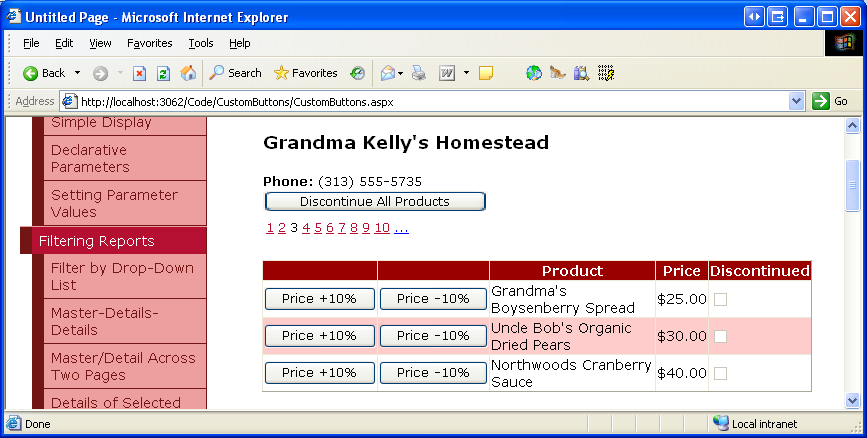 Untitled Page - Microsoft Internet Explorer
File Edit View Favorites Tools Help
Back Search Favorites
Address http://localhost:3062/Code/CustomButtons/CustomButtons.aspx Go
Simple Display
Declarative
Parameters
Setting Parameter
Values
Filtering Reports
Filter by Drop-Down
List
Master-Details-
Details
Master/Detail Across
Two Pages
Details of Selected
Grandma Kelly's Homestead
Phone: (313) 555-5735
Discontinue All Products
1 2 3 4 5 6 7 8 9 10 ...
Product Price Discontinued
Price +10% Price -10% Grandma's
Boysenberry Spread $25.00
Price +10% Price -10% Uncle Bob's Organic
Dried Pears $30.00
Price +10% Price -10% Northwoods Cranberry
Sauce $40.00
Done Local intranet